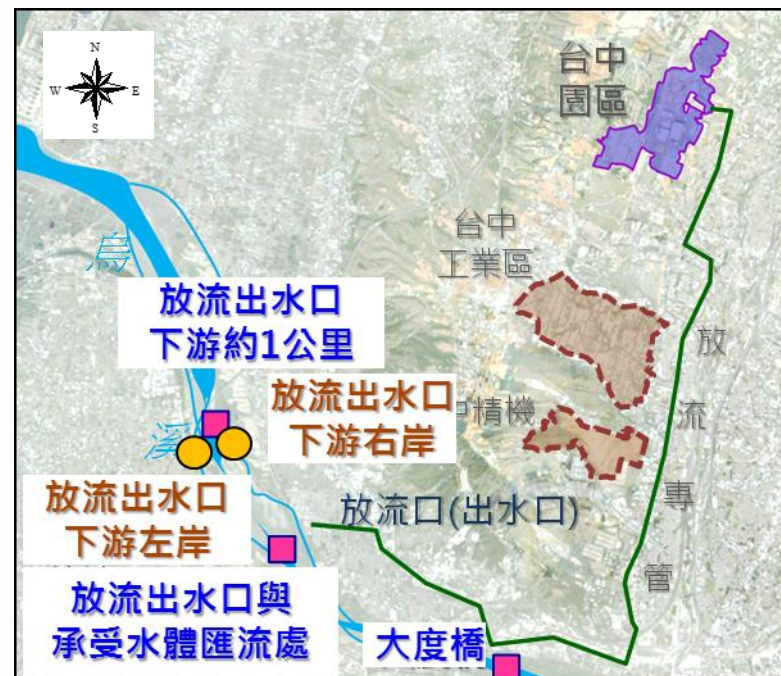 N
W E
S
台中
園區
台中
工業區
烏
放流出水口
下游約1公里
放
流
專
管
放流出水口
下游右岸
中精機
溪
放流出水口
下游左岸
放流口(出水口)
放流出水口與
承受水體匯流處
大度橋